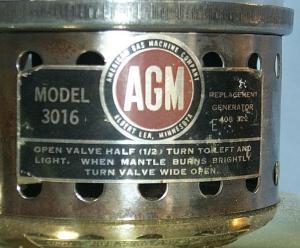 AMERICAN GAS MACHINE COMPANY
AGM
ALBERT LEA, MINNESOTA
MODEL
3016
REPLACEMENT
GENERATOR
OPEN VALVE HALF (1/2) TURN TO LEFT AND
LIGHT. WHEN MANTLE BURNS BRIGHTLY
TURN VALVE WIDE OPEN.